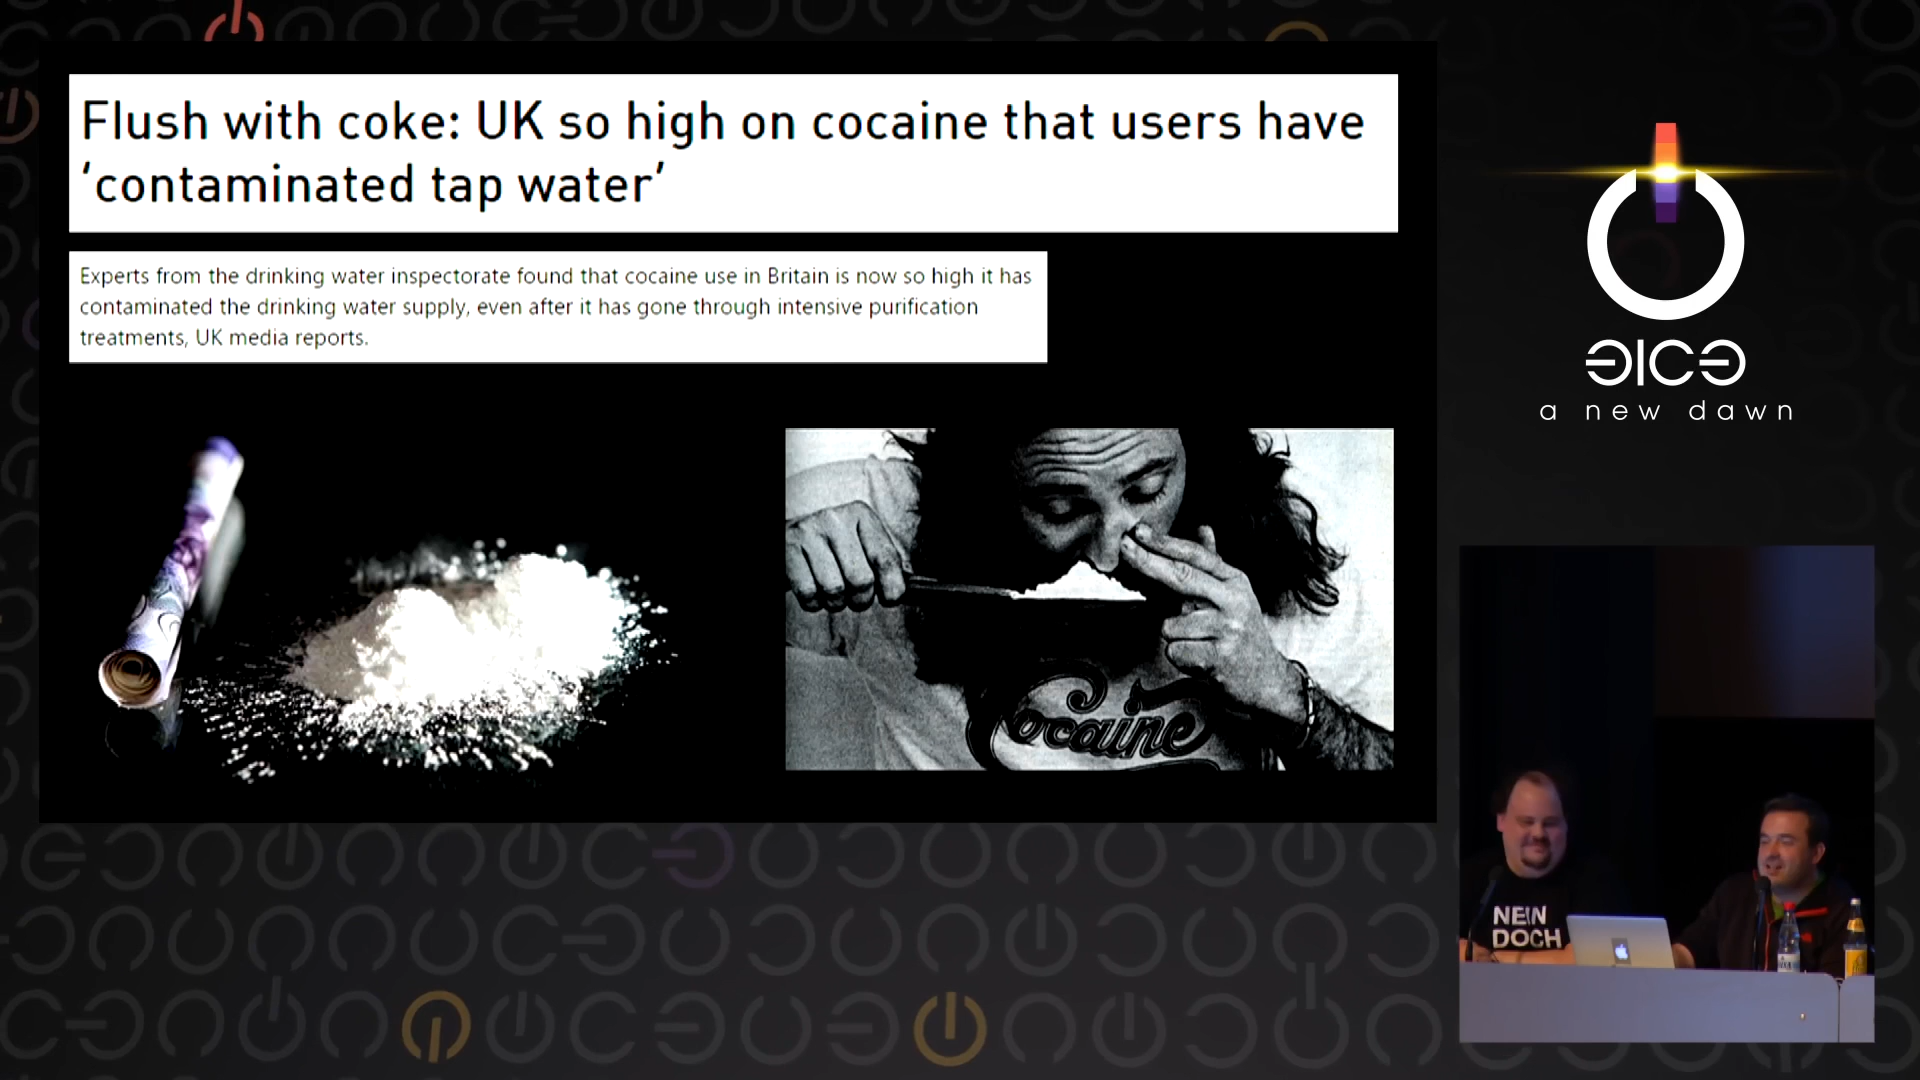 Flush with coke: UK so high on cocaine that users have
‘contaminated tap water’
Experts from the drinking water inspectorate found that cocaine use in Britain is now so high it has
contaminated the drinking water supply, even after it has gone through intensive purification
treatments, UK media reports.
Cocaine
a new dawn
NEIN
DOCH